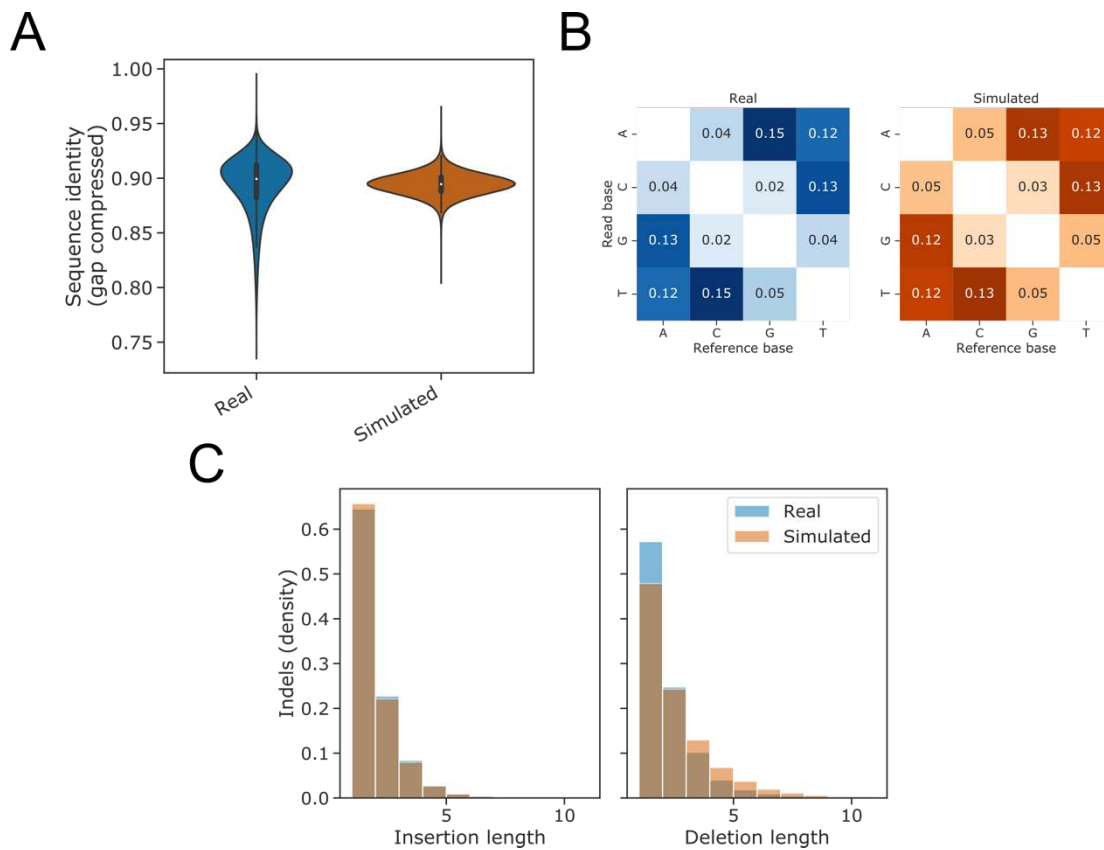 A
Sequence identity
(gap compressed)
1.00
0.95
0.90
0.85
0.80
0.75
Real
Simulated
B
Real
Read base
A
C
G
T
0.04 0.15 0.12
0.04 0.02 0.13
0.13 0.02 0.04
0.12 0.15 0.05
A C G T
Reference base
Simulated
A
C
G
T
0.05 0.13 0.12
0.05 0.03 0.13
0.12 0.03 0.05
0.12 0.13 0.05
A C G T
Reference base
C
Indels (density)
0.6
0.5
0.4
0.3
0.2
0.1
0.0
5 10
Insertion length
Real
Simulated
5 10
Deletion length